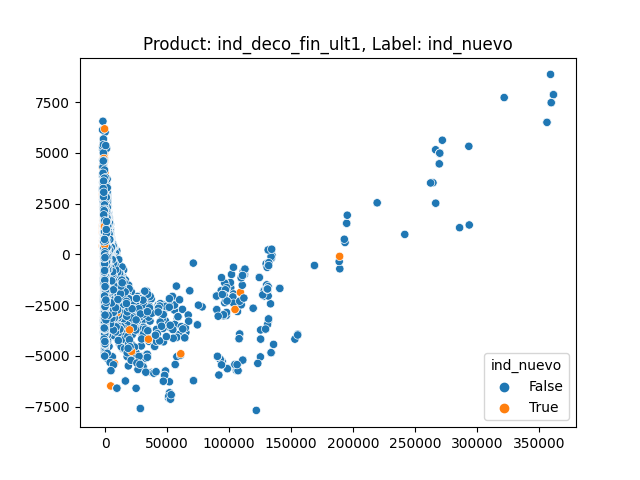 Product: ind_deco_fin_ult1, Label: ind_nuevo
7500
5000
2500
0
−2500
−5000
−7500
ind_nuevo
False
True
0 50000 100000 150000 200000 250000 300000 350000